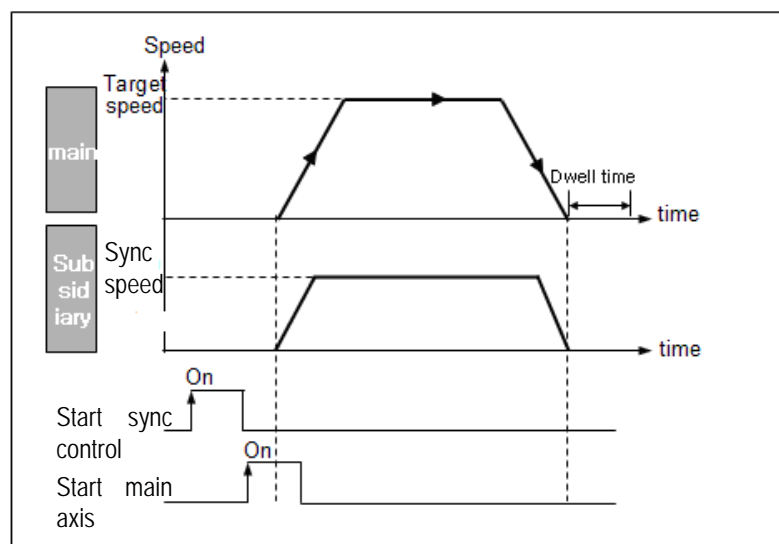 Speed
Target
speed
main
Dwell time
time
Sub
sid
iary
Sync
speed
time
On
Start sync
control
On
Start main
axis